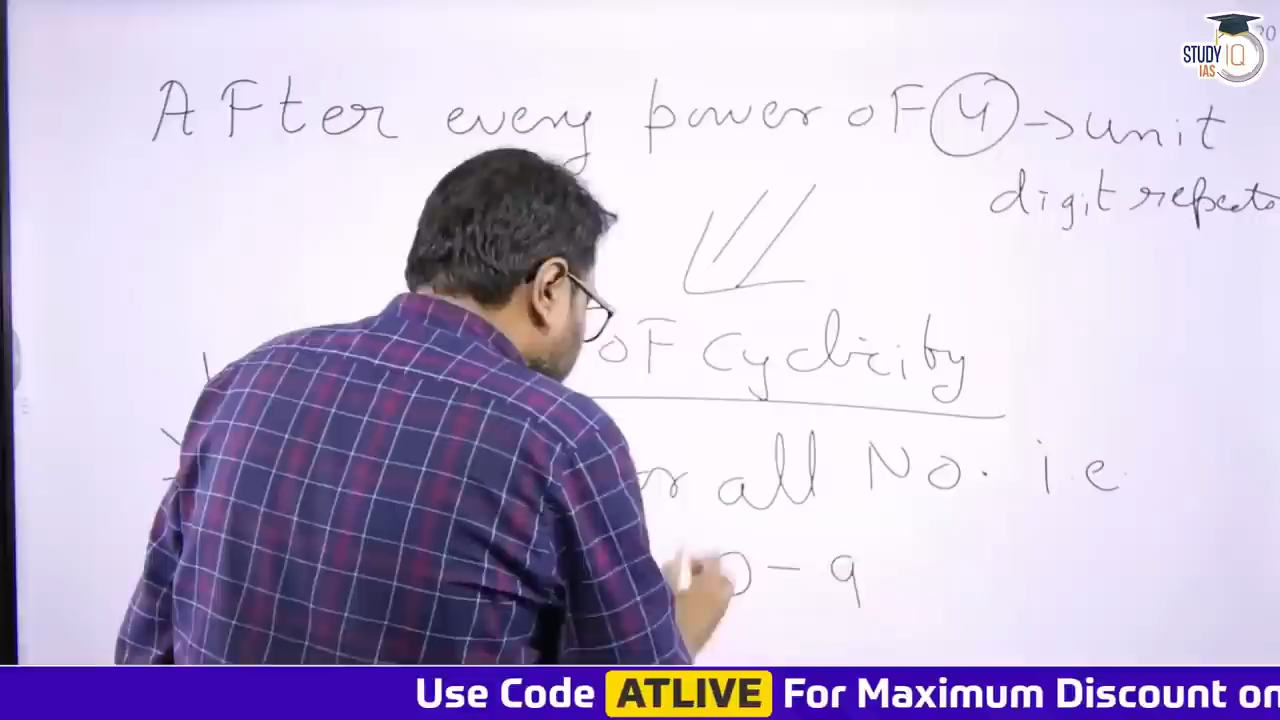 AFter every power oF 4 → unit
digit repeats
oF Cyclicity
all No. i.e
0 - 9
STUDY IQ
IAS
20
Use Code ATLIVE For Maximum Discount on